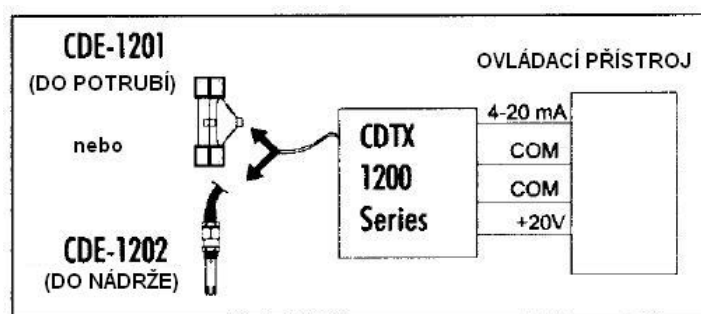 CDE-1201
(DO POTRUBÍ)
nebo
CDE-1202
(DO NÁDRŽE)
CDTX
1200
Series
OVLÁDACÍ PŘÍSTROJ
4-20 mA
COM
COM
+20V